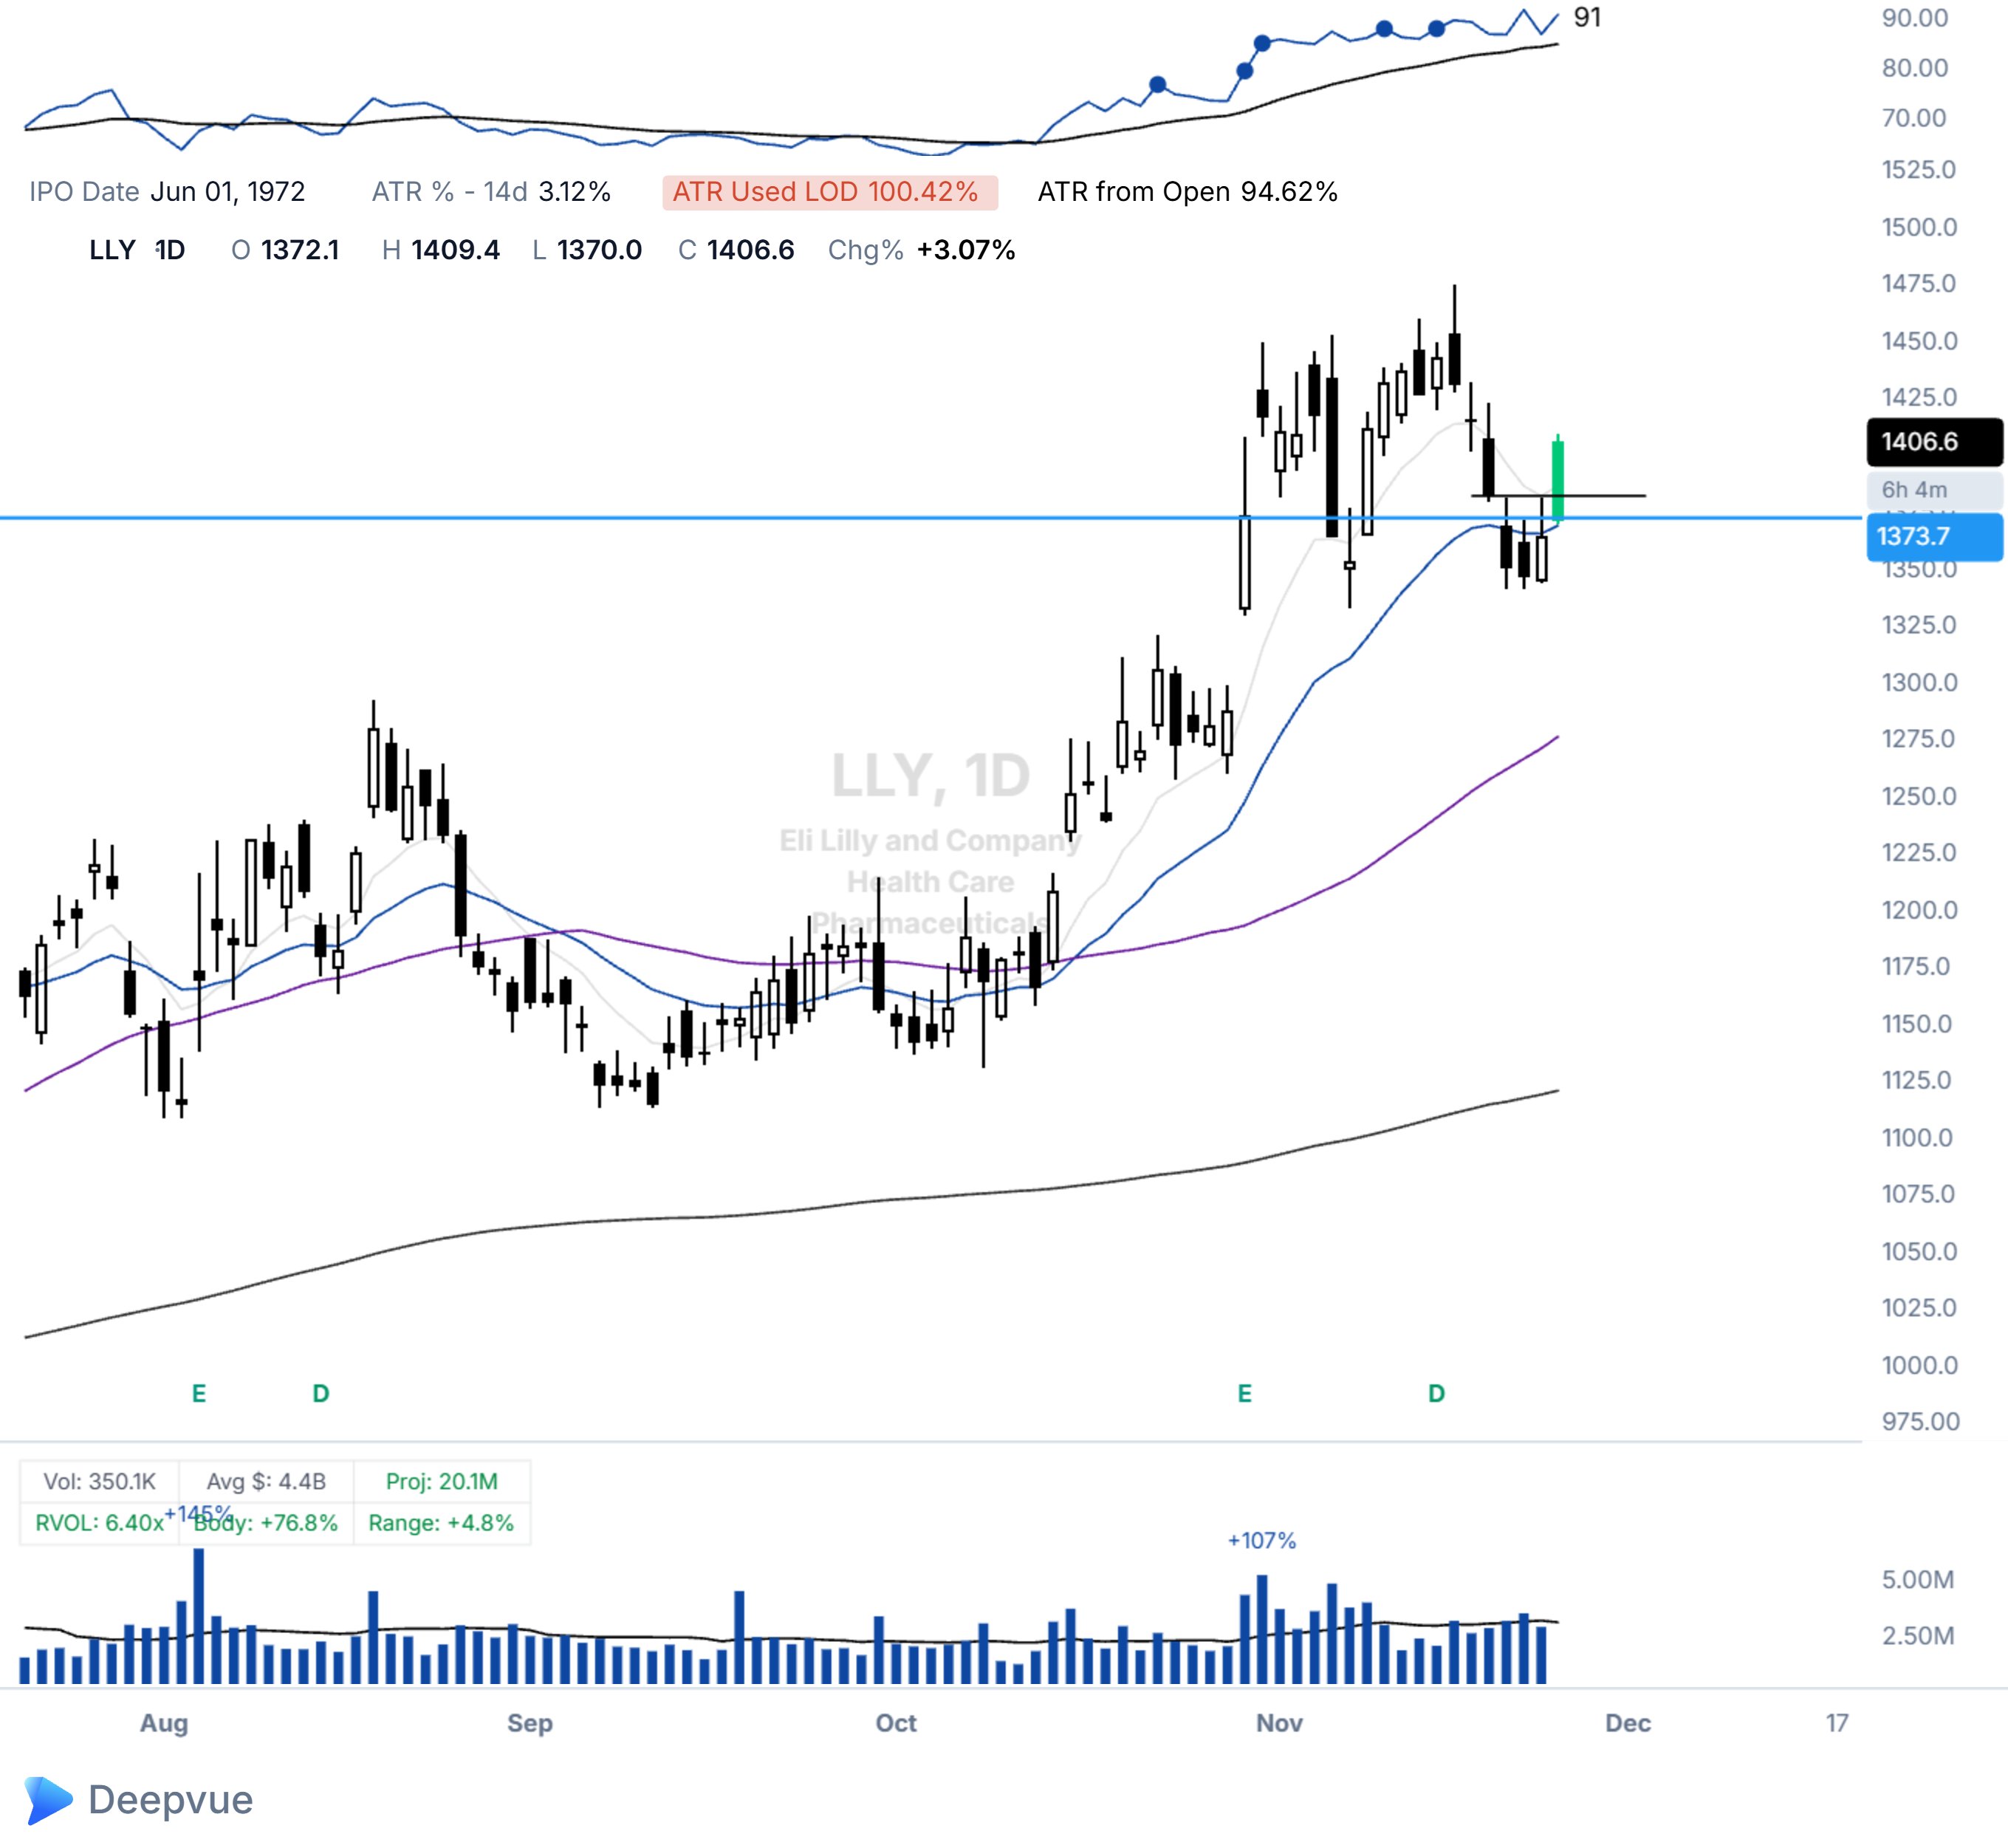 90.00
91
80.00
70.00
1525.0
IPO Date Jun 01, 1972 ATR % - 14d 3.12% ATR Used LOD 100.42% ATR from Open 94.62%
1500.0
LLY 1D O 1372.1 H 1409.4 L 1370.0 C 1406.6 Chg% +3.07%
1475.0
1450.0
1425.0
1406.6
6h 4m
1373.7
1350.0
1325.0
1300.0
1275.0
LLY, 1D
1250.0
Eli Lilly and Company
1225.0
Health Care
1200.0
Pharmaceuticals
1175.0
1150.0
1125.0
1100.0
1075.0
1050.0
1025.0
1000.0
E D E D
975.00
Vol: 350.1K Avg $: 4.4B Proj: 20.1M
+145%
RVOL: 6.40x Body: +76.8% Range: +4.8%
+107%
5.00M
2.50M
Aug Sep Oct Nov Dec 17
Deepvue